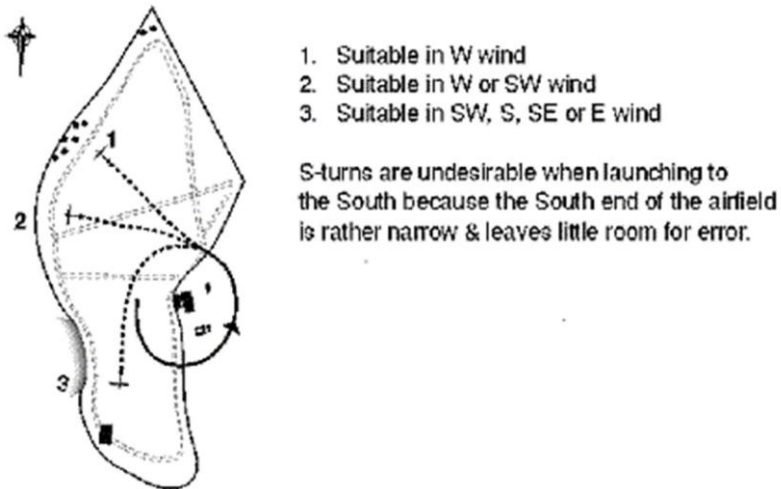 1. Suitable in W wind
2. Suitable in W or SW wind
3. Suitable in SW, S, SE or E wind
S-turns are undesirable when launching to
the South because the South end of the airfield
is rather narrow & leaves little room for error.
1
2
3